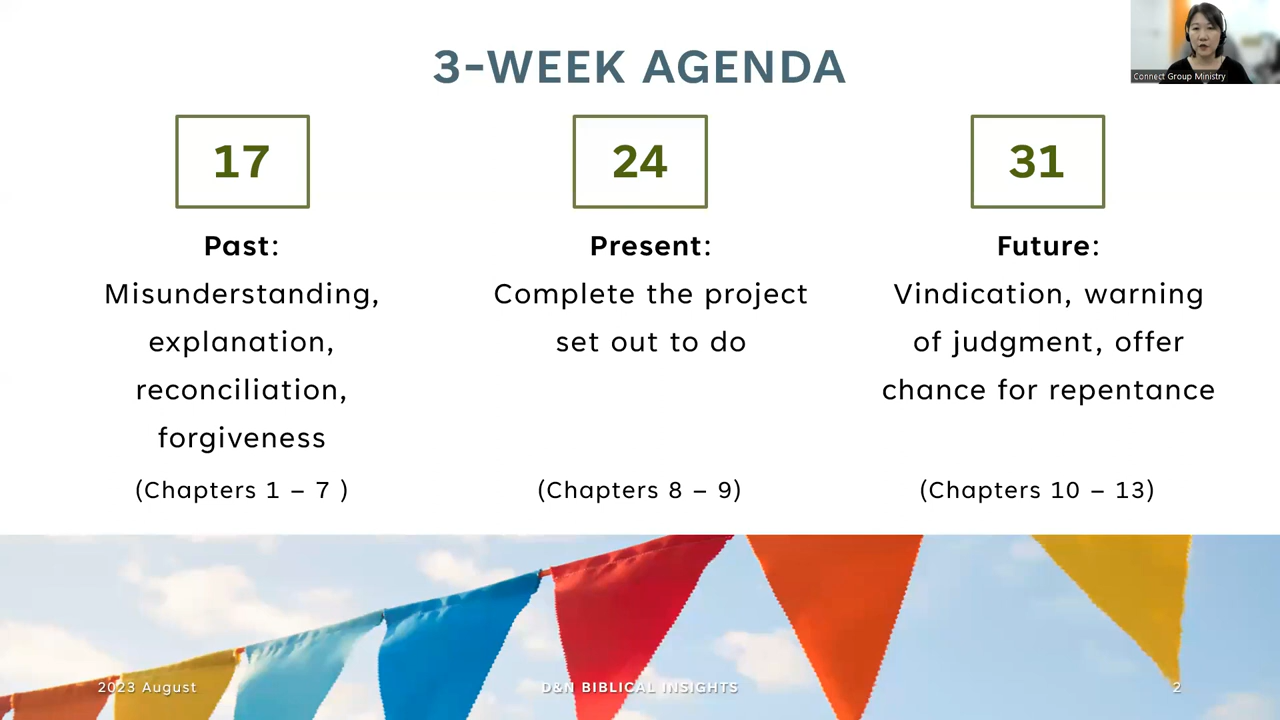 3-WEEK AGENDA
Connect Group Ministry
17
Past:
Misunderstanding,
explanation,
reconciliation,
forgiveness
(Chapters 1 – 7 )
24
Present:
Complete the project
set out to do
(Chapters 8 – 9)
31
Future:
Vindication, warning
of judgment, offer
chance for repentance
(Chapters 10 – 13)
2023 August
D&N BIBLICAL INSIGHTS
2